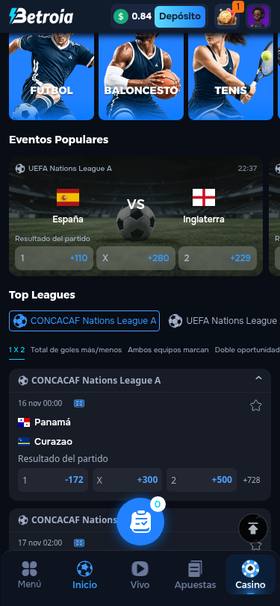 Betroia
$ 0.84 Depósito
1
FÚTBOL
BALONCESTO
TENIS
Eventos Populares
UEFA Nations League A 22:37
VS
España
Inglaterra
Resultado del partido
1 +110 X +280 2 +229
Top Leagues
CONCACAF Nations League A
UEFA Nations League
1 X 2 Total de goles más/menos Ambos equipos marcan Doble oportunidad
CONCACAF Nations League A
16 nov 00:00
Panamá
Curazao
Resultado del partido
1 -172 X +300 2 +500 +728
0
CONCACAF Nations
17 nov 02:00
Menú
Inicio
Vivo
Apuestas
Casino